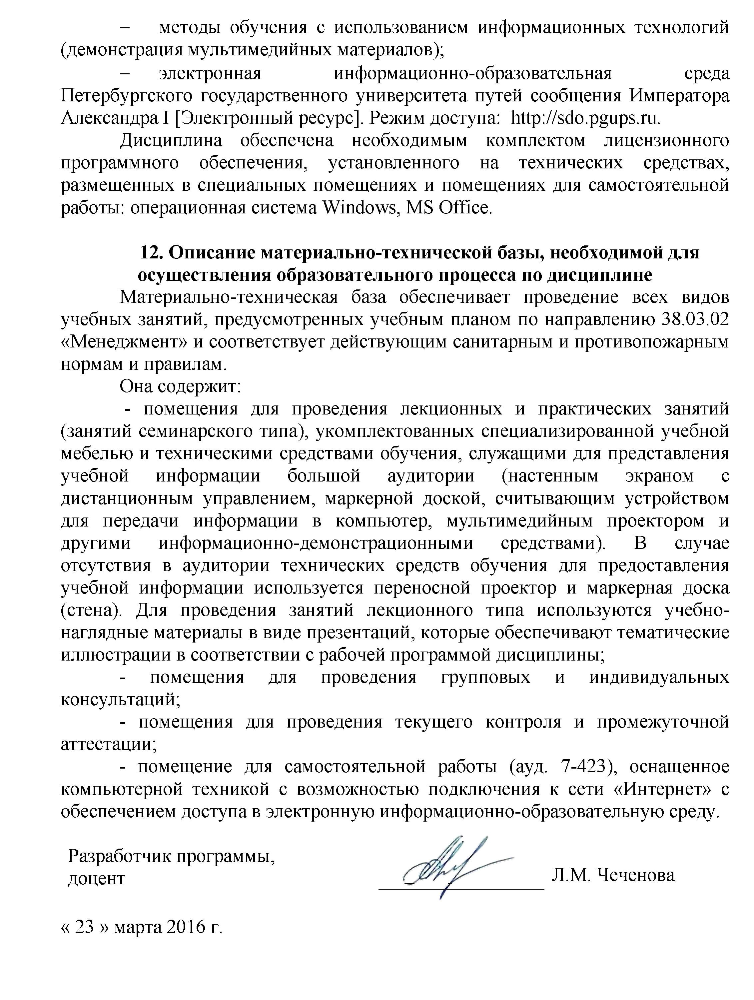 – методы обучения с использованием информационных технологий
(демонстрация мультимедийных материалов);
– электронная информационно-образовательная среда
Петербургского государственного университета путей сообщения Императора
Александра I [Электронный ресурс]. Режим доступа: http://sdo.pgups.ru.
Дисциплина обеспечена необходимым комплектом лицензионного
программного обеспечения, установленного на технических средствах,
размещенных в специальных помещениях и помещениях для самостоятельной
работы: операционная система Windows, MS Office.
12. Описание материально-технической базы, необходимой для
осуществления образовательного процесса по дисциплине
Материально-техническая база обеспечивает проведение всех видов
учебных занятий, предусмотренных учебным планом по направлению 38.03.02
«Менеджмент» и соответствует действующим санитарным и противопожарным
нормам и правилам.
Она содержит:
- помещения для проведения лекционных и практических занятий
(занятий семинарского типа), укомплектованных специализированной учебной
мебелью и техническими средствами обучения, служащими для представления
учебной информации большой аудитории (настенным экраном с
дистанционным управлением, маркерной доской, считывающим устройством
для передачи информации в компьютер, мультимедийным проектором и
другими информационно-демонстрационными средствами). В случае
отсутствия в аудитории технических средств обучения для предоставления
учебной информации используется переносной проектор и маркерная доска
(стена). Для проведения занятий лекционного типа используются учебно-
наглядные материалы в виде презентаций, которые обеспечивают тематические
иллюстрации в соответствии с рабочей программой дисциплины;
- помещения для проведения групповых и индивидуальных
консультаций;
- помещения для проведения текущего контроля и промежуточной
аттестации;
- помещение для самостоятельной работы (ауд. 7-423), оснащенное
компьютерной техникой с возможностью подключения к сети «Интернет» с
обеспечением доступа в электронную информационно-образовательную среду.
Разработчик программы,
доцент
Л.М. Чеченова
« 23 » марта 2016 г.